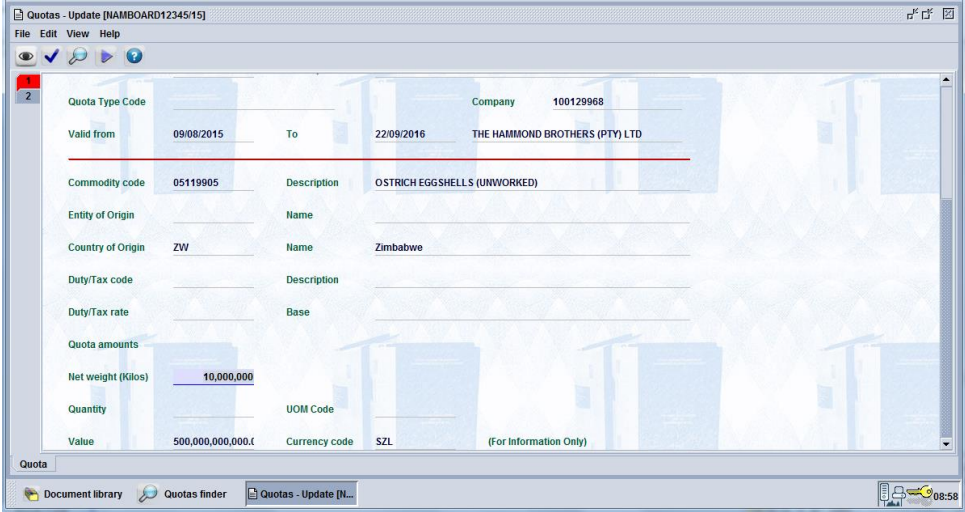 Quotas - Update [NAMBOARD12345/15]
File Edit View Help
1
2
Quota Type Code Company 100129968
Valid from 09/08/2015 To 22/09/2016 THE HAMMOND BROTHERS (PTY) LTD
Commodity code 05119905 Description OSTRICH EGGSHELLS (UNWORKED)
Entity of Origin Name
Country of Origin ZW Name Zimbabwe
Duty/Tax code Description
Duty/Tax rate Base
Quota amounts
Net weight (Kilos) 10,000,000
Quantity UOM Code
Value 500,000,000,000.( Currency code SZL (For Information Only)
Quota
Document library Quotas finder Quotas - Update [N... 08:58